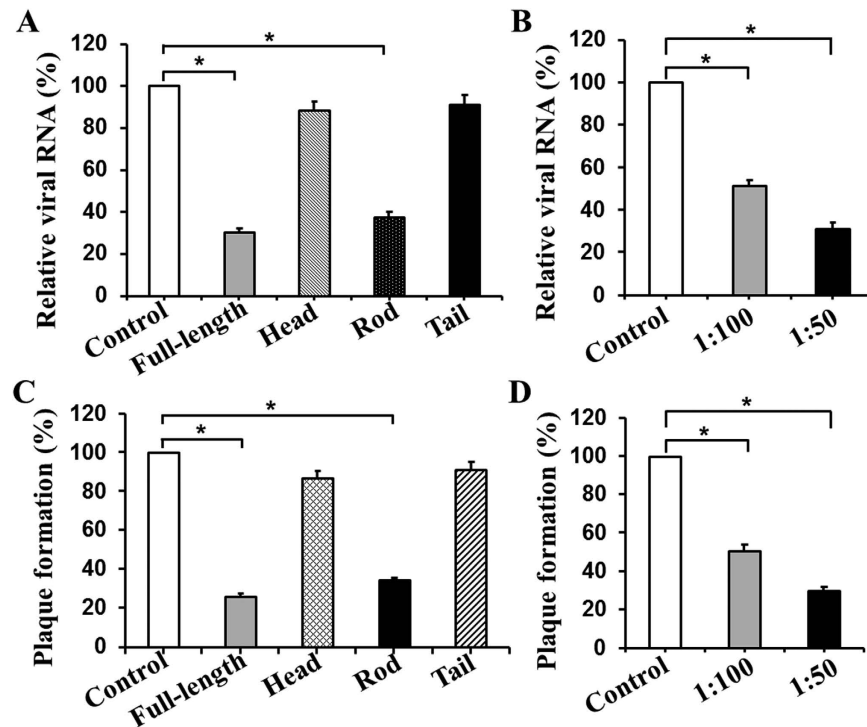 A
Relative viral RNA (%)
120
100
80
60
40
20
0
*
*
Control
Full-length
Head
Rod
Tail
B
Relative viral RNA (%)
120
100
80
60
40
20
0
*
*
Control
1:100
1:50
C
Plaque formation (%)
120
100
80
60
40
20
0
*
*
Control
Full-length
Head
Rod
Tail
D
Plaque formation (%)
120
100
80
60
40
20
0
*
*
Control
1:100
1:50